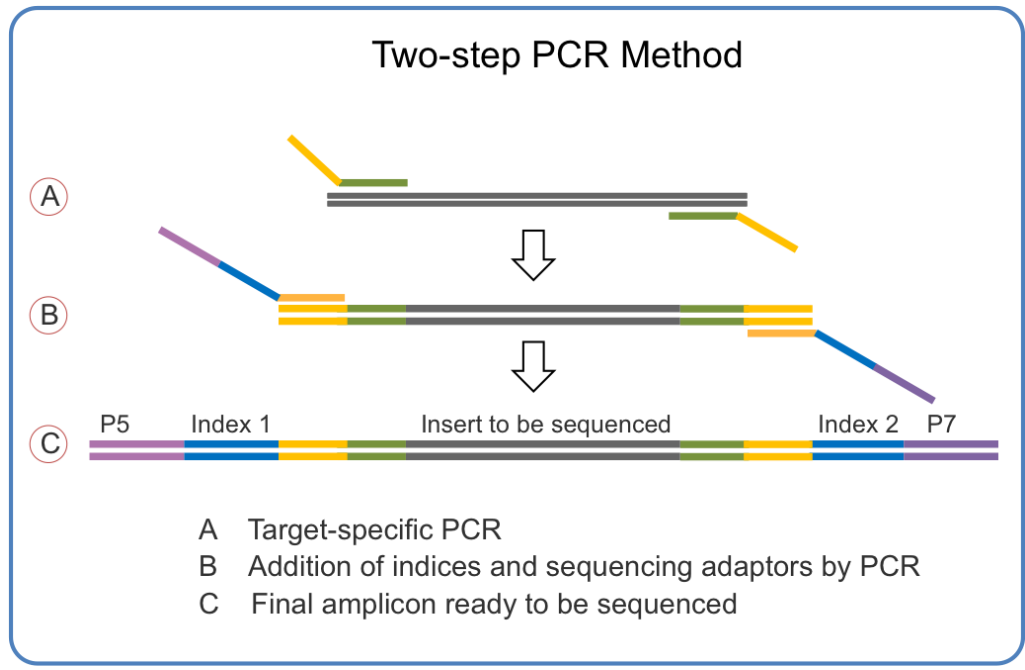 Two-step PCR Method
A
B
P5 Index 1 Insert to be sequenced Index 2 P7
C
A Target-specific PCR
B Addition of indices and sequencing adaptors by PCR
C Final amplicon ready to be sequenced